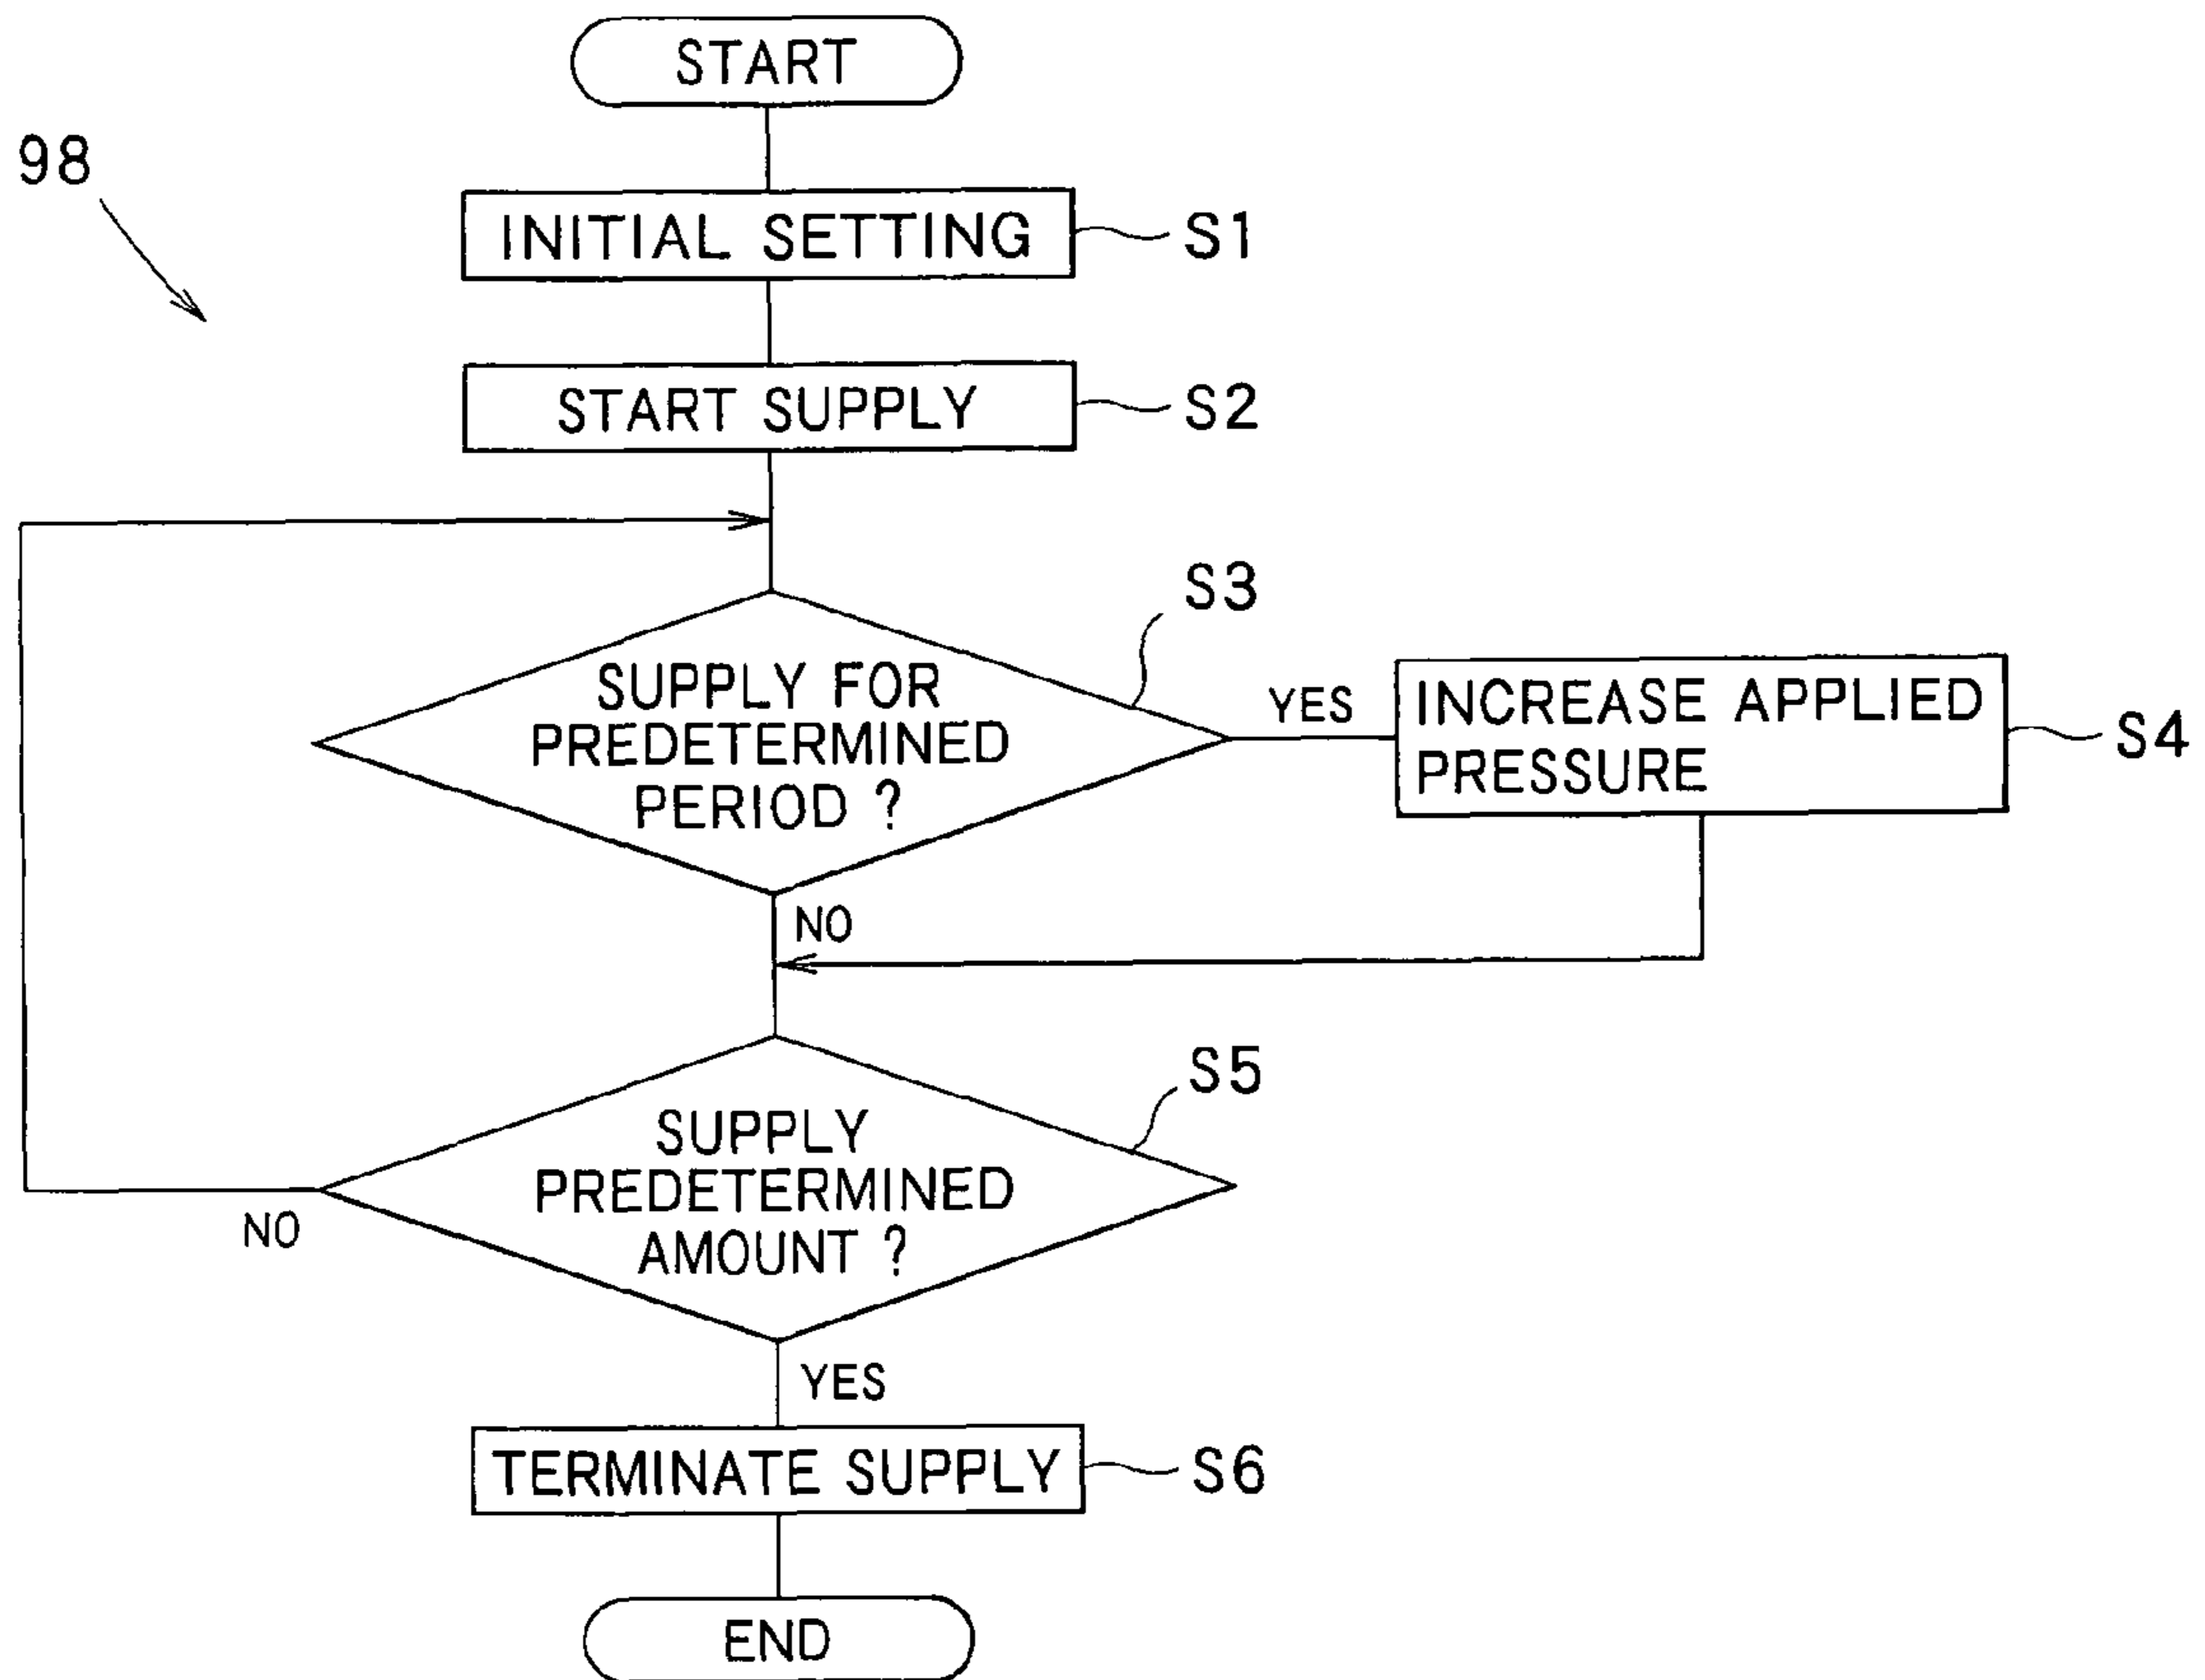 START
98
INITIAL SETTING
S1
START SUPPLY
S2
S3
SUPPLY FOR
PREDETERMINED
PERIOD ?
YES
INCREASE APPLIED
PRESSURE
S4
NO
S5
SUPPLY
PREDETERMINED
AMOUNT ?
NO
YES
TERMINATE SUPPLY
S6
END